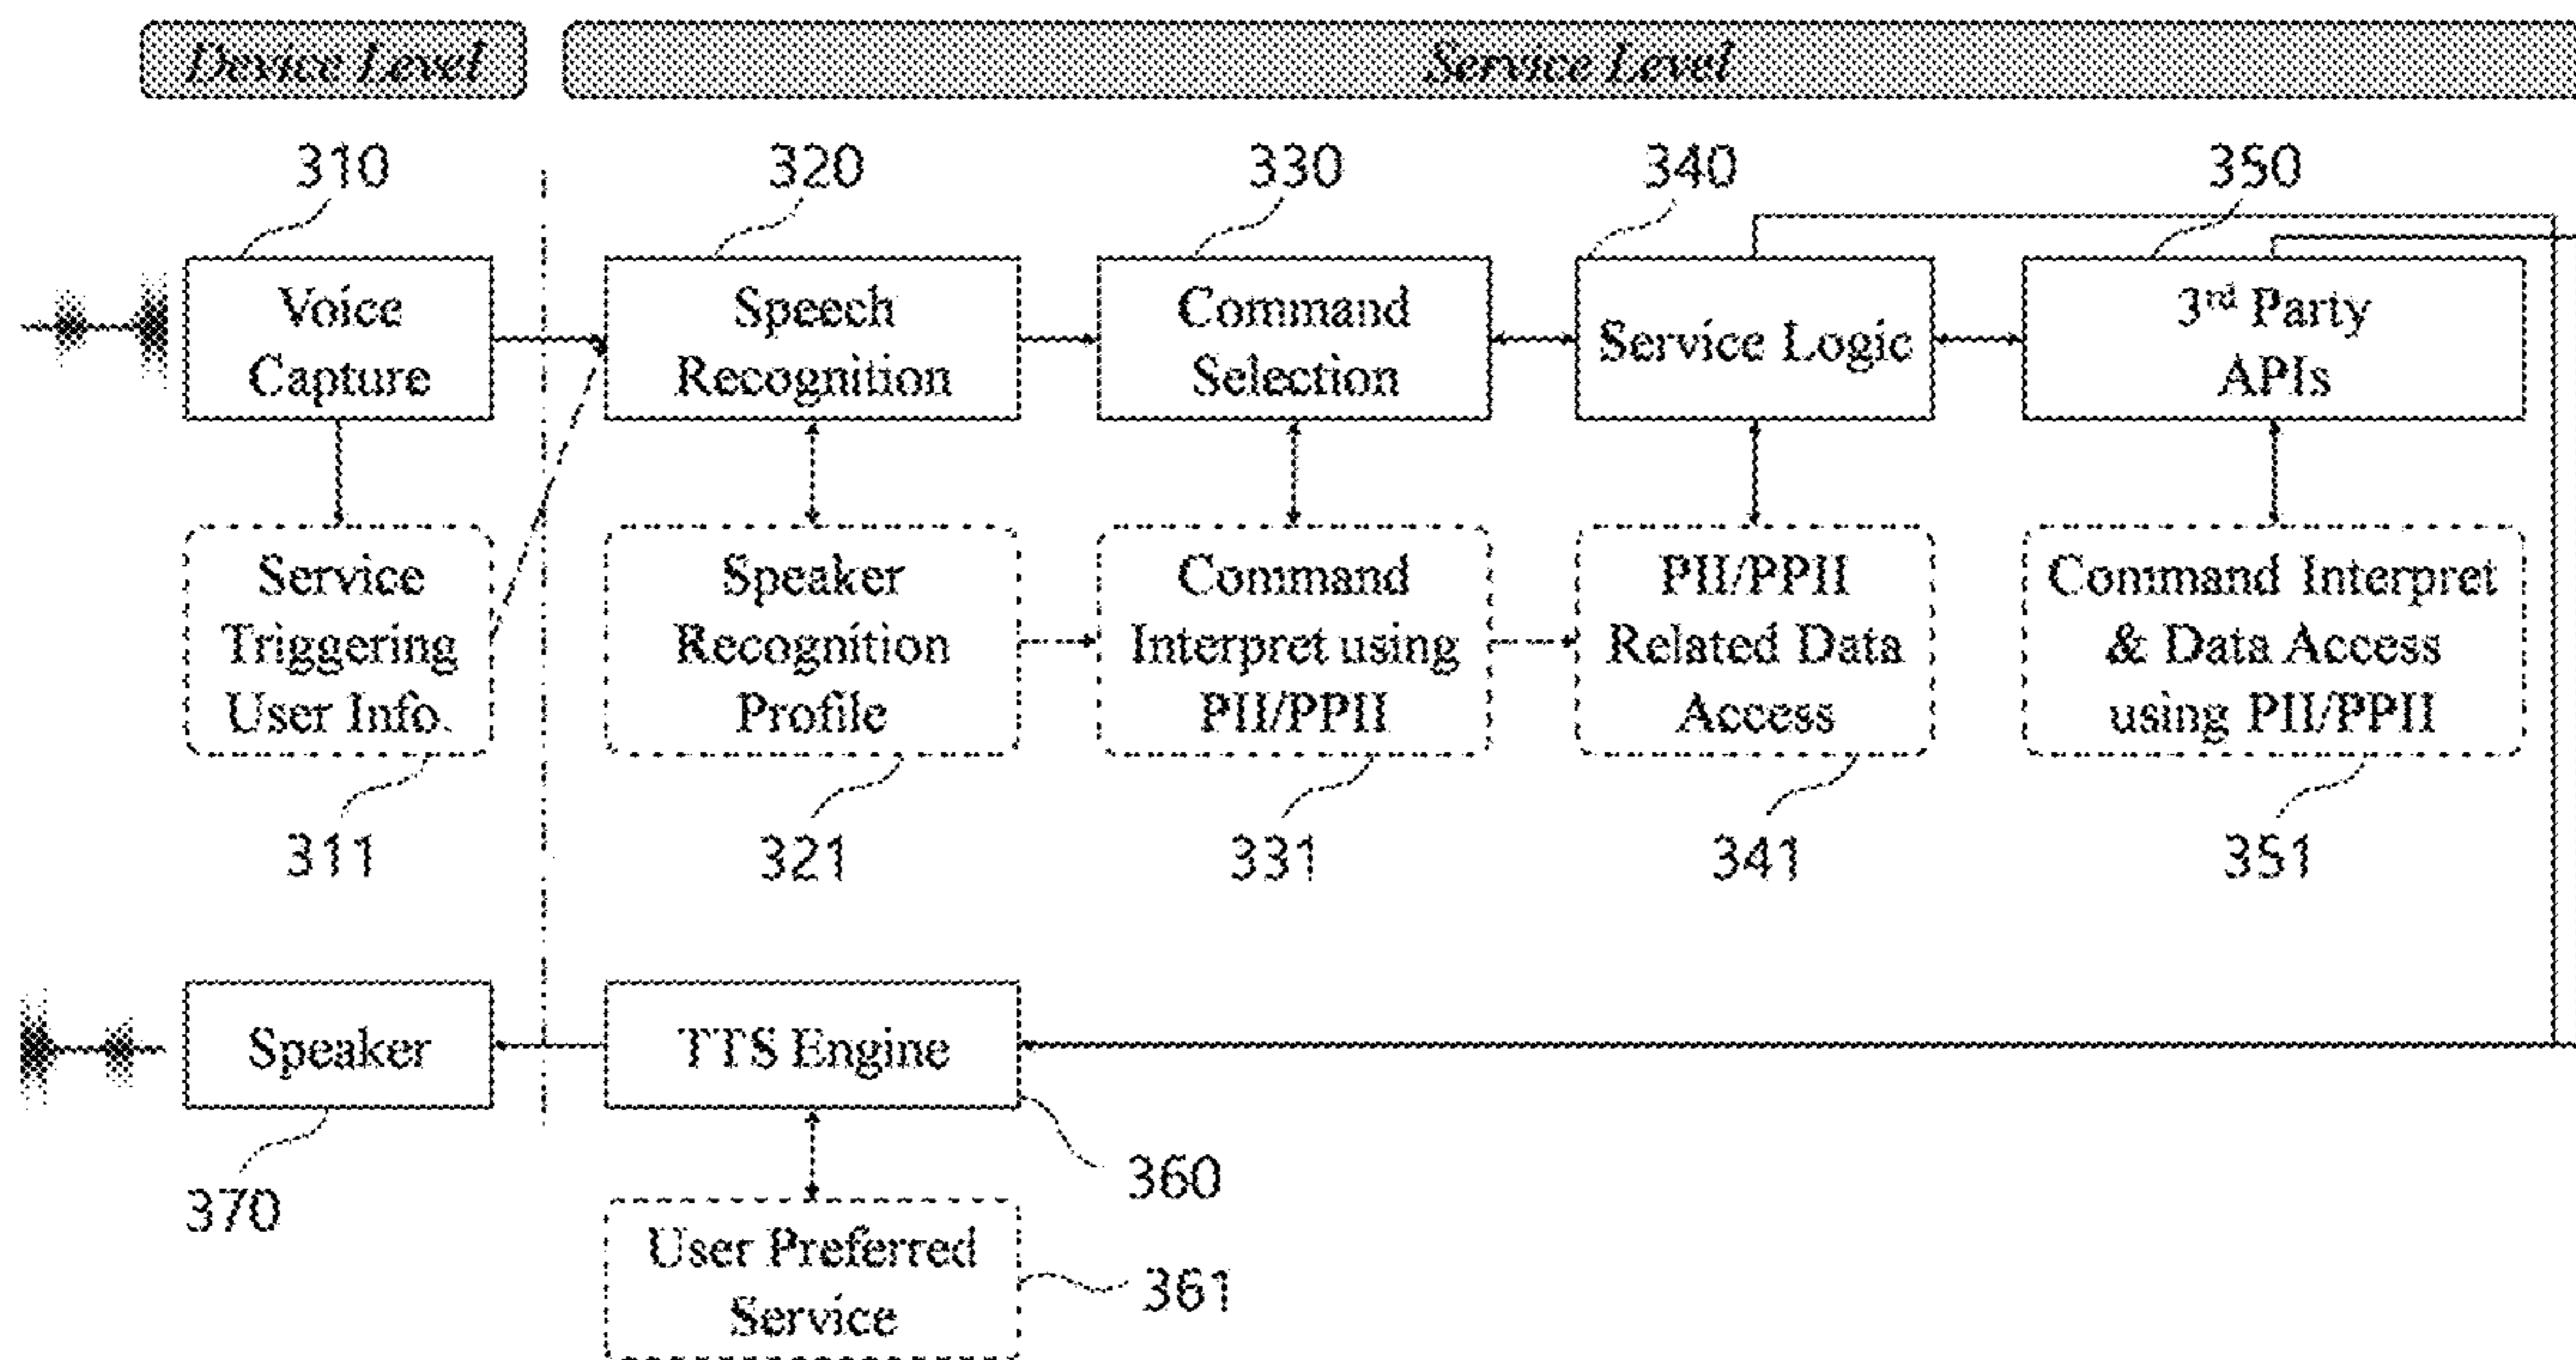 Device Level
Service Level
310
320
330
340
350
Voice
Capture
Speech
Recognition
Command
Selection
Service Logic
3rd Party
APIs
Service
Triggering
User Info.
Speaker
Recognition
Profile
Command
Interpret using
PII/PPII
PII/PPII
Related Data
Access
Command Interpret
& Data Access
using PII/PPII
311
321
331
341
351
Speaker
TTS Engine
370
360
User Preferred
Service
361